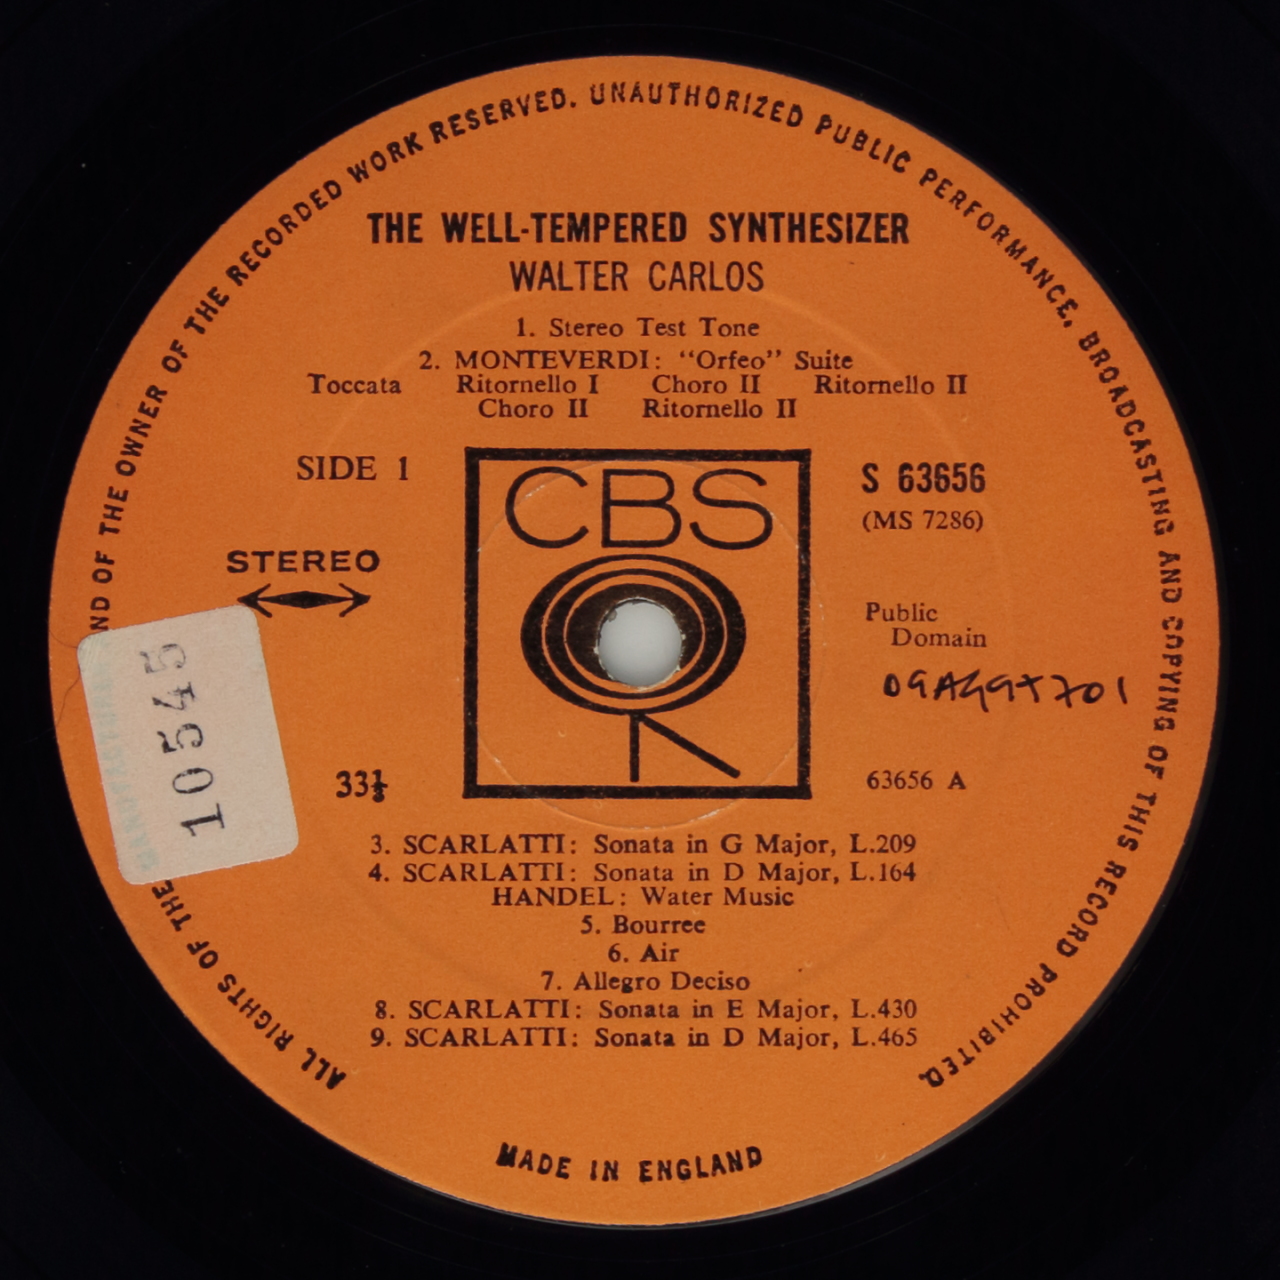 ALL RIGHTS OF THE AND OF THE OWNER OF THE RECORDED WORK RESERVED. UNAUTHORIZED PUBLIC PERFORMANCE, BROADCASTING AND COPYING OF THIS RECORD PROHIBITED.
THE WELL-TEMPERED SYNTHESIZER
WALTER CARLOS
1. Stereo Test Tone
2. MONTEVERDI: "Orfeo" Suite
Toccata Ritornello I Choro II Ritornello II
Choro II Ritornello II
SIDE 1
CBS
S 63656
(MS 7286)
STEREO
Public
Domain
10545
33⅓
63656 A
3. SCARLATTI: Sonata in G Major, L.209
4. SCARLATTI: Sonata in D Major, L.164
HANDEL: Water Music
5. Bourree
6. Air
7. Allegro Deciso
8. SCARLATTI: Sonata in E Major, L.430
9. SCARLATTI: Sonata in D Major, L.465
MADE IN ENGLAND